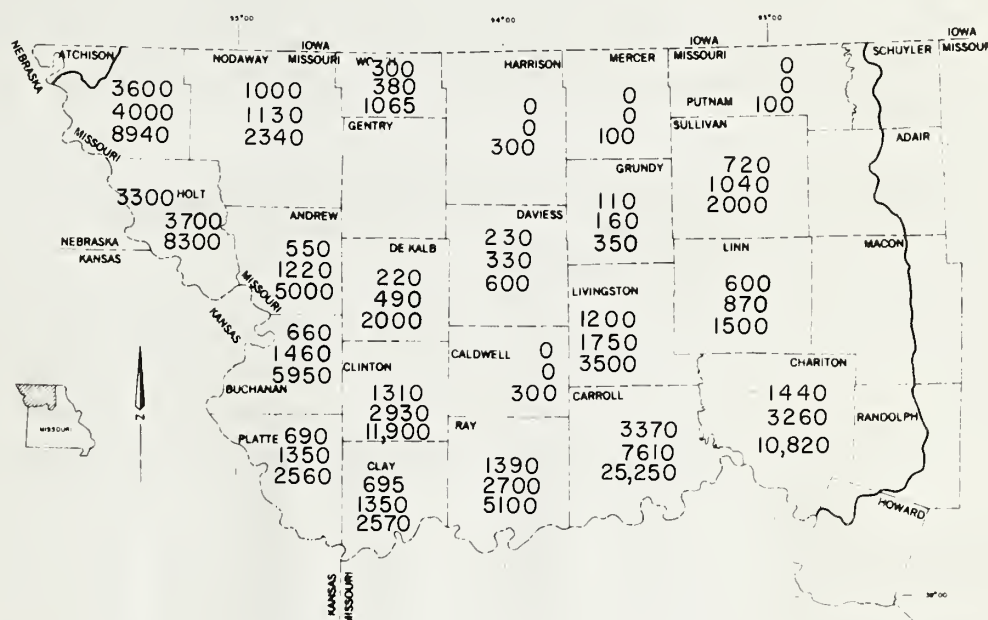 95°00
94°00
93°00
NEBRASKA
ATCHISON
3600
4000
8940
MISSOURI
IOWA
MISSOURI
NODAWAY
1000
1130
2340
300
380
1065
GENTRY
HARRISON
0
0
300
MERCER
0
0
100
IOWA
MISSOURI
0
0
PUTNAM 100
SCHUYLER
IOWA
MISSOURI
SULLIVAN
720
1040
2000
ADAIR
3300 HOLT
3700
8300
NEBRASKA
KANSAS
MISSOURI
KANSAS
ANDREW
550
1220
5000
DE KALB
220
490
2000
DAVIESS
230
330
600
GRUNDY
110
160
350
LINN
600
870
1500
MACON
LIVINGSTON
1200
1750
3500
660
1460
5950
BUCHANAN
CLINTON
1310
2930
11,900
CALDWELL
0
0
300
CARROLL
3370
7610
25,250
CHARITON
1440
3260
10,820
RANDOLPH
PLATTE 690
1350
2560
CLAY
695
1350
2570
RAY
1390
2700
5100
HOWARD
KANSAS
MISSOURI
N
MISSOURI
39°00